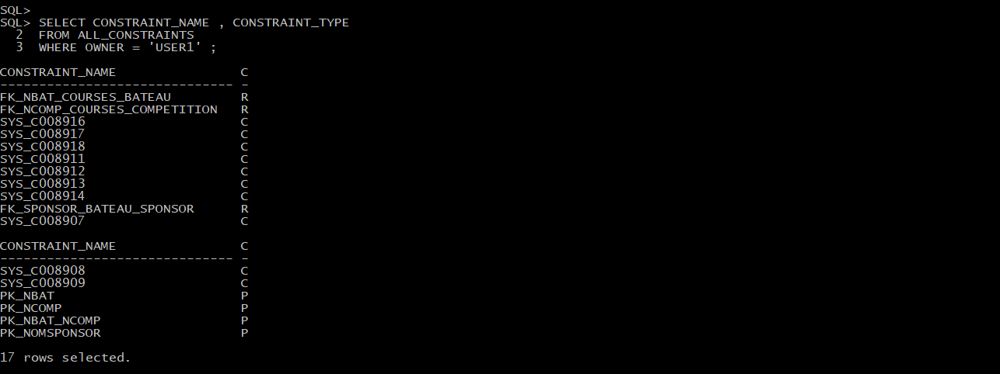 SQL>
SQL> SELECT CONSTRAINT_NAME , CONSTRAINT_TYPE
  2  FROM ALL_CONSTRAINTS
  3  WHERE OWNER = 'USER1' ;
CONSTRAINT_NAME                C
------------------------------ -
FK_NBAT_COURSES_BATEAU         R
FK_NCOMP_COURSES_COMPETITION   R
SYS_C008916                    C
SYS_C008917                    C
SYS_C008918                    C
SYS_C008911                    C
SYS_C008912                    C
SYS_C008913                    C
SYS_C008914                    C
FK_SPONSOR_BATEAU_SPONSOR      R
SYS_C008907                    C
CONSTRAINT_NAME                C
------------------------------ -
SYS_C008908                    C
SYS_C008909                    C
PK_NBAT                        P
PK_NCOMP                       P
PK_NBAT_NCOMP                  P
PK_NOMSPONSOR                  P
17 rows selected.